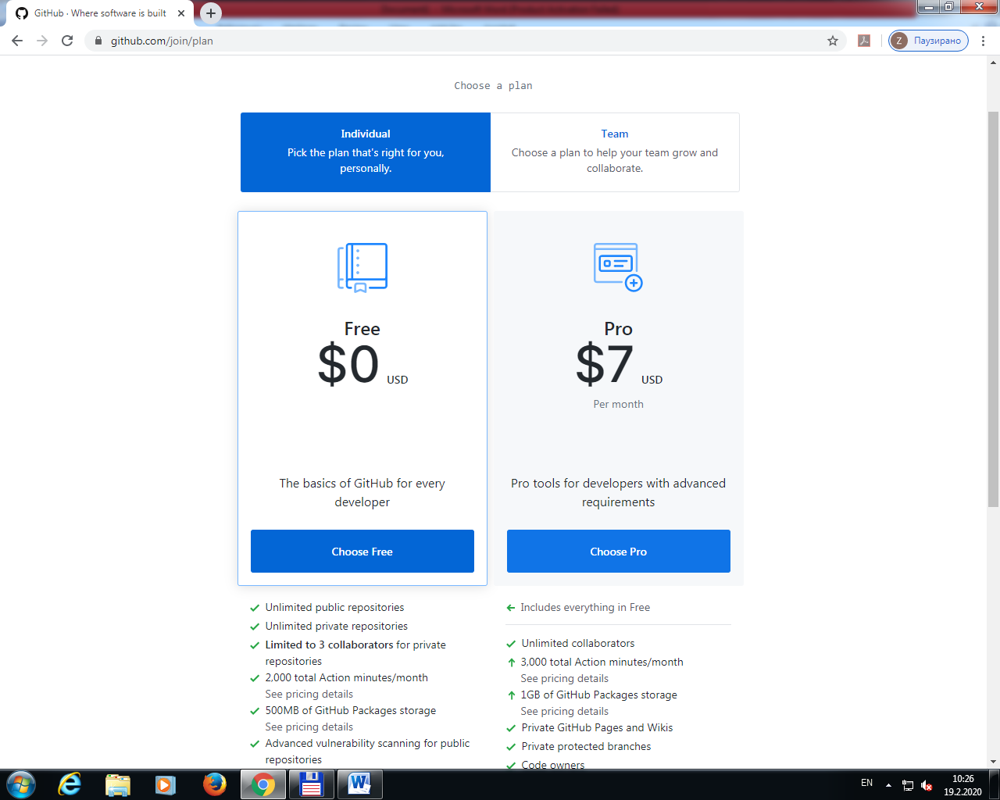 GitHub · Where software is built
github.com/join/plan
Z
Паузирано
Choose a plan
Individual
Pick the plan that's right for you,
personally.
Team
Choose a plan to help your team grow and
collaborate.
Free
$0 USD
The basics of GitHub for every
developer
Choose Free
Unlimited public repositories
Unlimited private repositories
Limited to 3 collaborators for private
repositories
2,000 total Action minutes/month
See pricing details
500MB of GitHub Packages storage
See pricing details
Advanced vulnerability scanning for public
repositories
Pro
$7 USD
Per month
Pro tools for developers with advanced
requirements
Choose Pro
Includes everything in Free
Unlimited collaborators
3,000 total Action minutes/month
See pricing details
1GB of GitHub Packages storage
See pricing details
Private GitHub Pages and Wikis
Private protected branches
Code owners
EN
10:26
19.2.2020